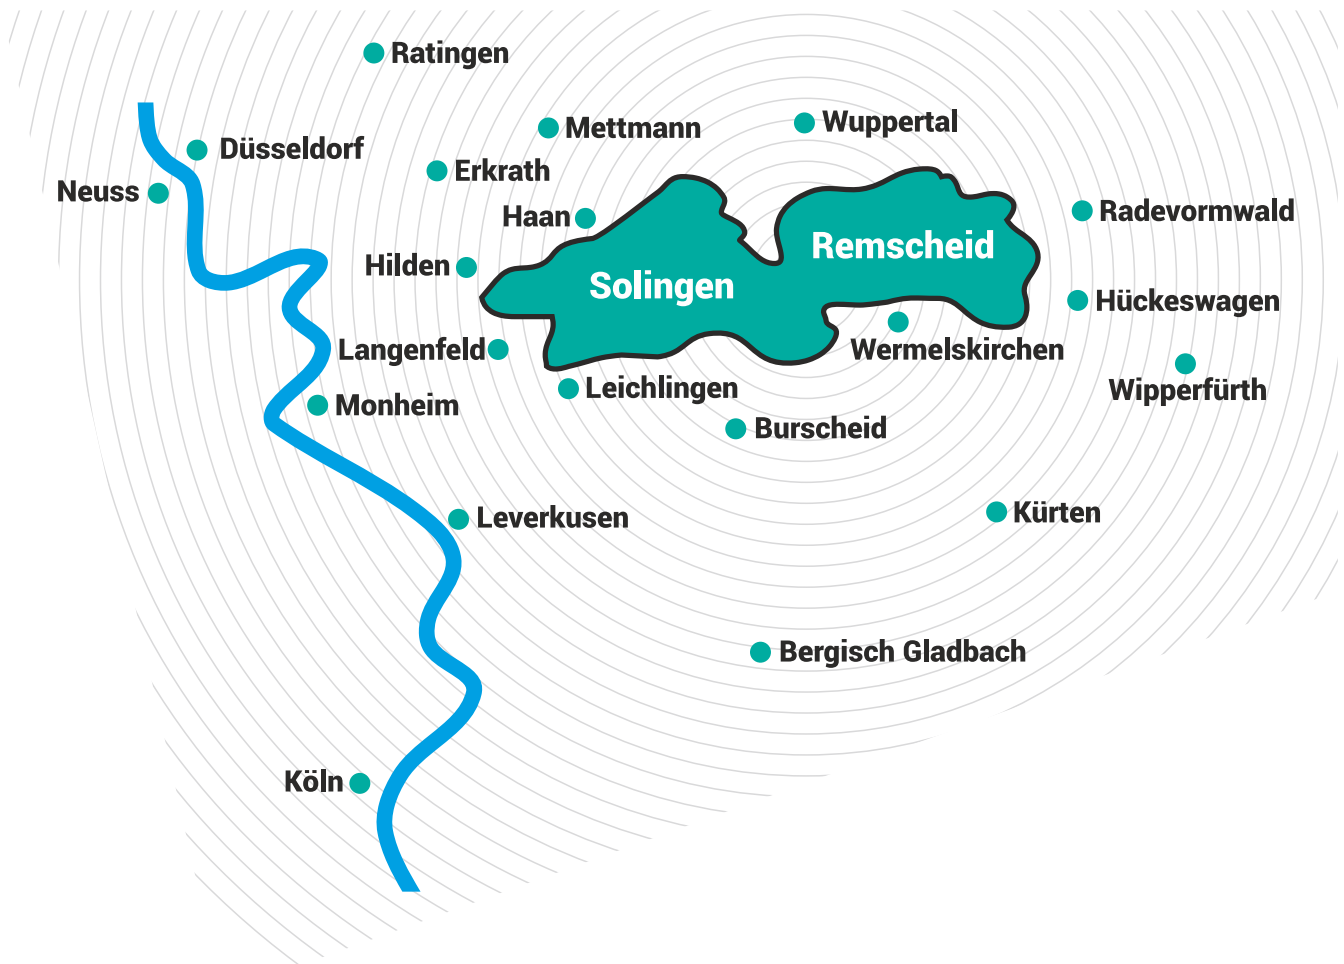 Ratingen
Mettmann
Wuppertal
Düsseldorf
Erkrath
Neuss
Haan
Radevormwald
Remscheid
Hilden
Solingen
Hückeswagen
Langenfeld
Wermelskirchen
Leichlingen
Wipperfürth
Monheim
Burscheid
Leverkusen
Kürten
Bergisch Gladbach
Köln